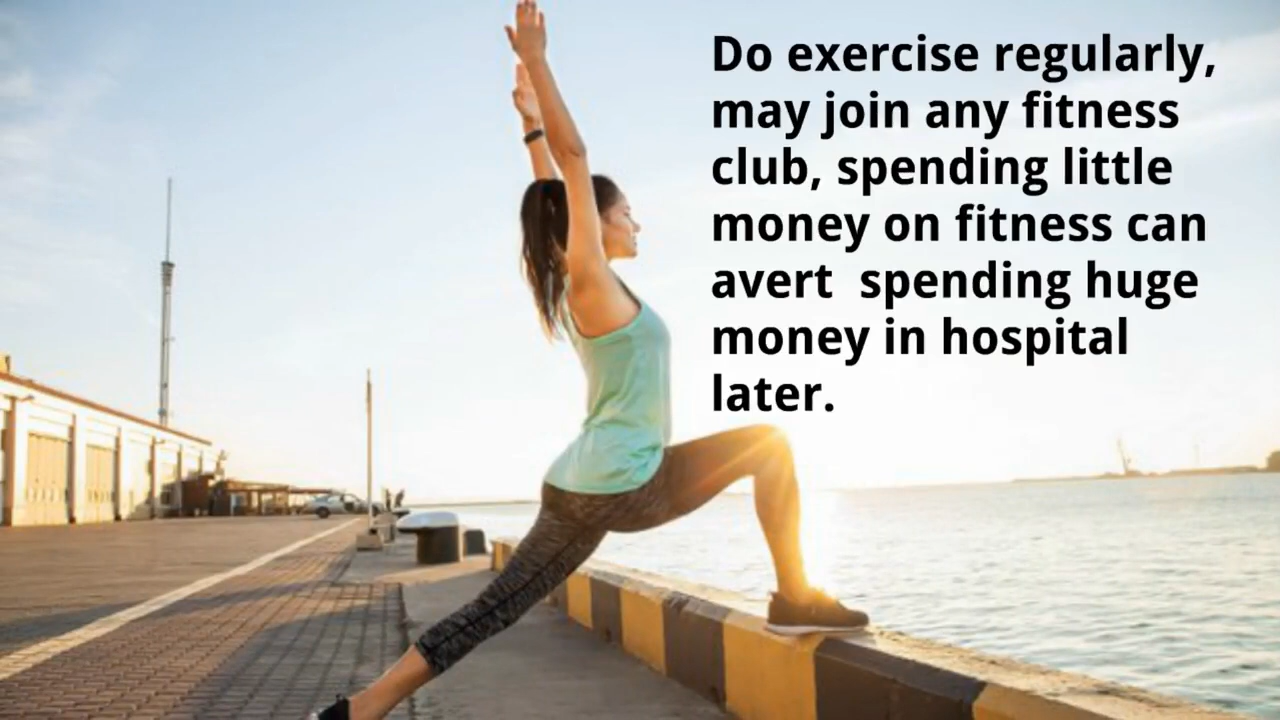 Do exercise regularly,
may join any fitness
club, spending little
money on fitness can
avert  spending huge
money in hospital
later.